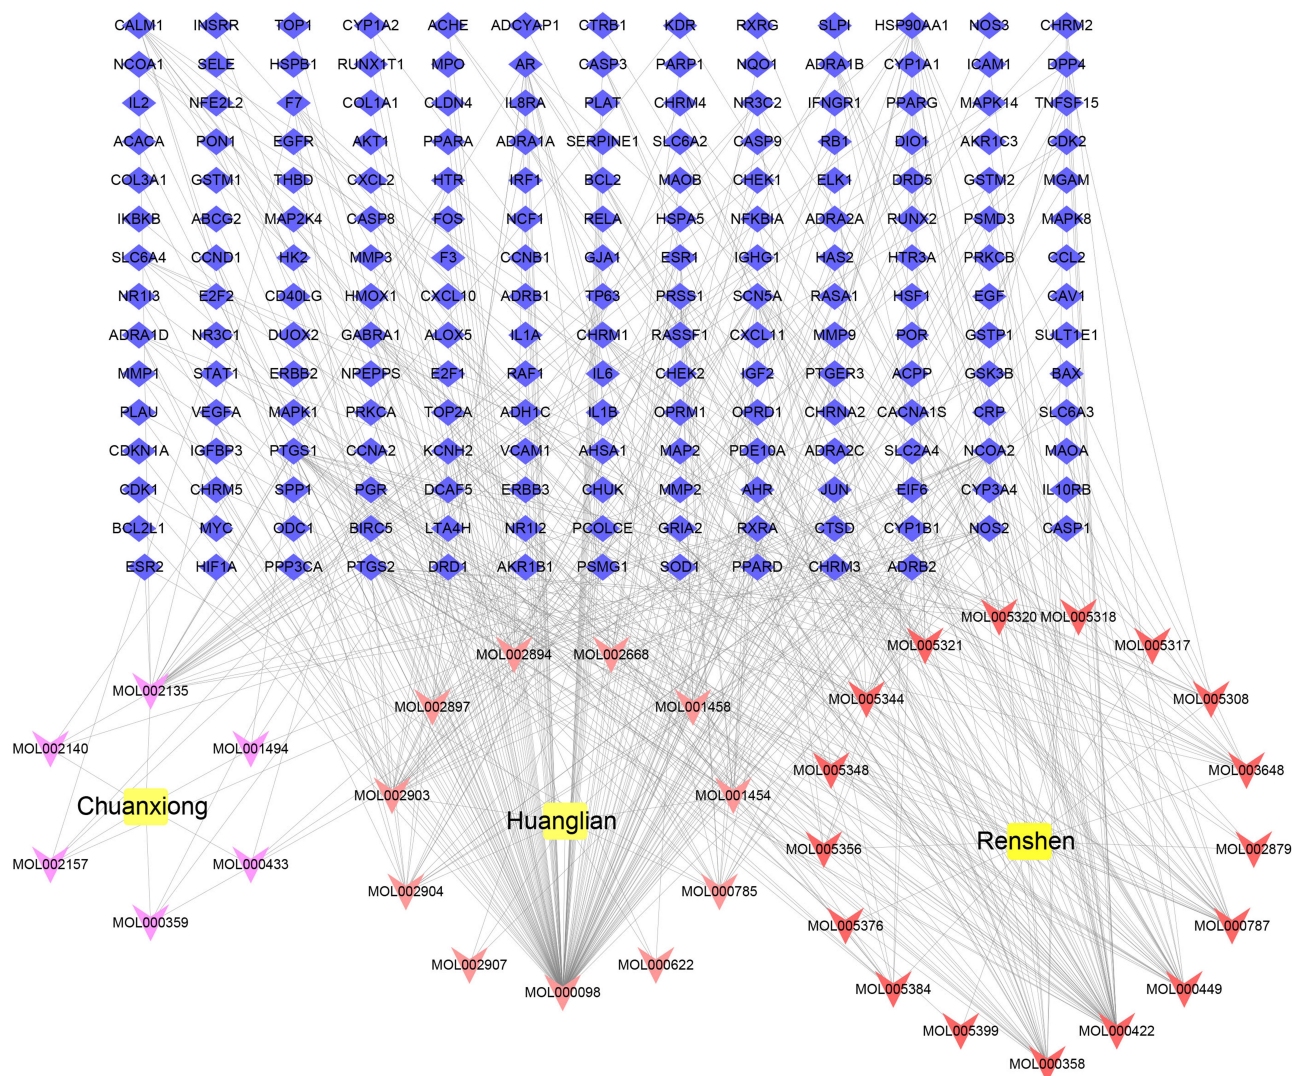 CALM1 INSRR TOP1 CYP1A2 ACHE ADCYAP1 CTRB1 KDR RXRG SLPI HSP90AA1 NOS3 CHRM2
NCOA1 SELE HSPB1 RUNX1T1 MPO AR CASP3 PARP1 NQO1 ADRA1B CYP1A1 ICAM1 DPP4
IL2 NFE2L2 F7 COL1A1 CLDN4 IL8RA PLAT CHRM4 NR3C2 IFNGR1 PPARG MAPK14 TNFSF15
ACACA PON1 EGFR AKT1 PPARA ADRA1A SERPINE1 SLC6A2 CASP9 RB1 DIO1 AKR1C3 CDK2
COL3A1 GSTM1 THBD CXCL2 HTR IRF1 BCL2 MAOB CHEK1 ELK1 DRD5 GSTM2 MGAM
IKBKB ABCG2 MAP2K4 CASP8 FOS NCF1 RELA HSPA5 NFKBIA ADRA2A RUNX2 PSMD3 MAPK8
SLC6A4 CCND1 HK2 MMP3 F3 CCNB1 GJA1 ESR1 IGHG1 HAS2 HTR3A PRKCB CCL2
NR1I3 E2F2 CD40LG HMOX1 CXCL10 ADRB1 TP63 PRSS1 SCN5A RASA1 HSF1 EGF CAV1
ADRA1D NR3C1 DUOX2 GABRA1 ALOX5 IL1A CHRM1 RASSF1 CXCL11 MMP9 POR GSTP1 SULT1E1
MMP1 STAT1 ERBB2 NPEPPS E2F1 RAF1 IL6 CHEK2 IGF2 PTGER3 ACPP GSK3B BAX
PLAU VEGFA MAPK1 PRKCA TOP2A ADH1C IL1B OPRM1 OPRD1 CHRNA2 CACNA1S CRP SLC6A3
CDKN1A IGFBP3 PTGS1 CCNA2 KCNH2 VCAM1 AHSA1 MAP2 PDE10A ADRA2C SLC2A4 NCOA2 MAOA
CDK1 CHRM5 SPP1 PGR DCAF5 ERBB3 CHUK MMP2 AHR JUN EIF6 CYP3A4 IL10RB
BCL2L1 MYC ODC1 BIRC5 LTA4H NR1I2 PCOLCE GRIA2 RXRA CTSD CYP1B1 NOS2 CASP1
ESR2 HIF1A PPP3CA PTGS2 DRD1 AKR1B1 PSMG1 SOD1 PPARD CHRM3 ADRB2
MOL005320 MOL005318
MOL002894 MOL002668 MOL005321 MOL005317
MOL002135 MOL002897 MOL001458 MOL005344 MOL005308
MOL002140 MOL001494 MOL005348 MOL003648
MOL002903 MOL001454
Chuanxiong Huanglian Renshen
MOL002157 MOL000433 MOL005356 MOL002879
MOL002904 MOL000785
MOL000359 MOL005376 MOL000787
MOL002907 MOL000622
MOL000098 MOL005384 MOL000449
MOL005399 MOL000422
MOL000358